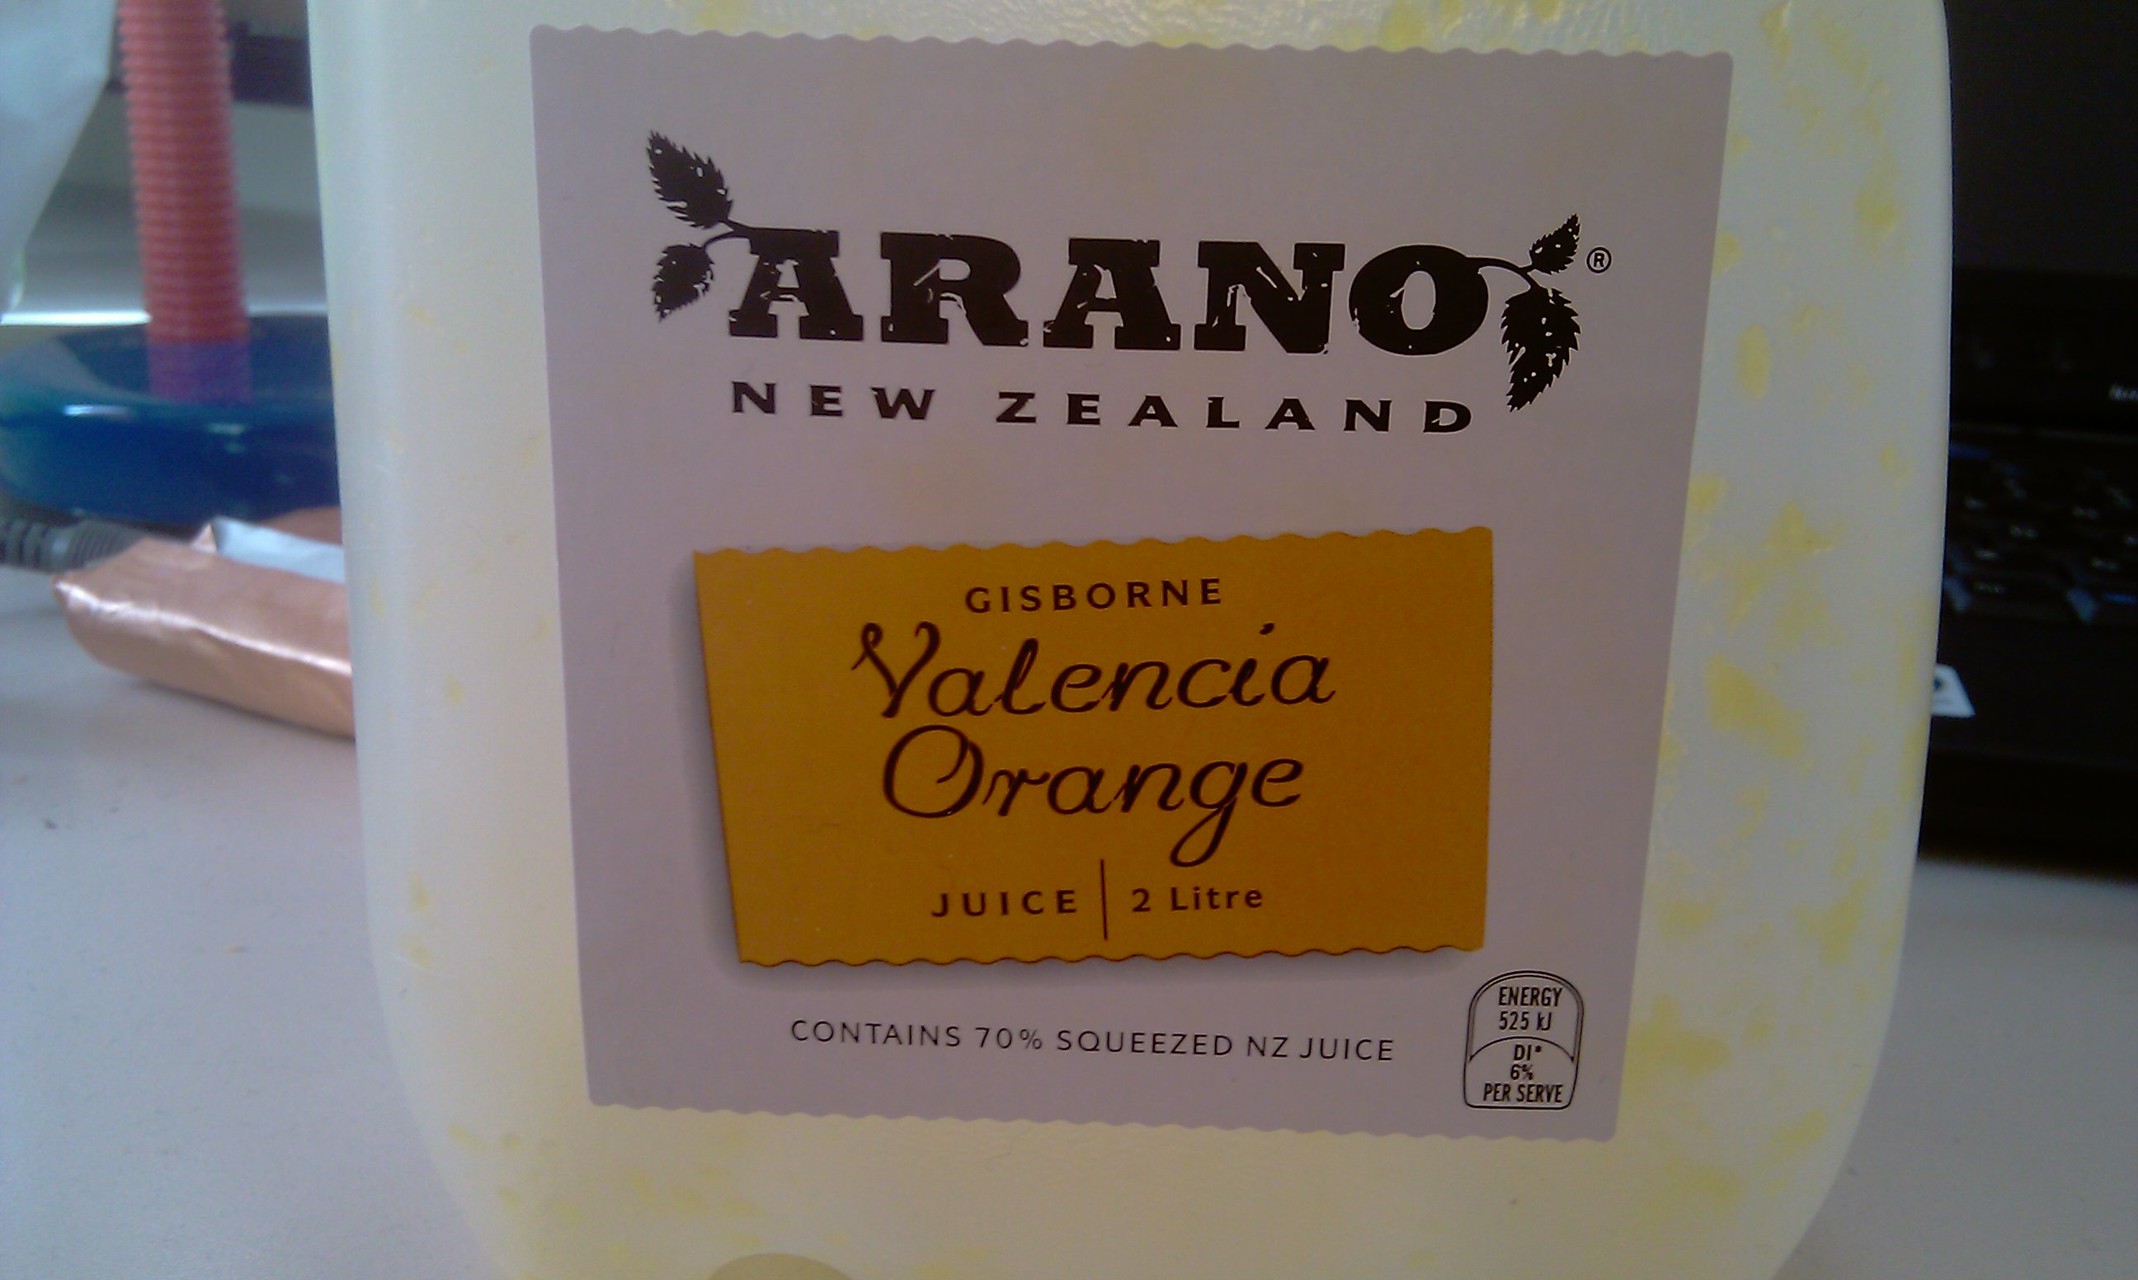 ARANO®
NEW ZEALAND
GISBORNE
Valencia
Orange
JUICE | 2 Litre
CONTAINS 70% SQUEEZED NZ JUICE
ENERGY
525 kJ
DI*
6%
PER SERVE